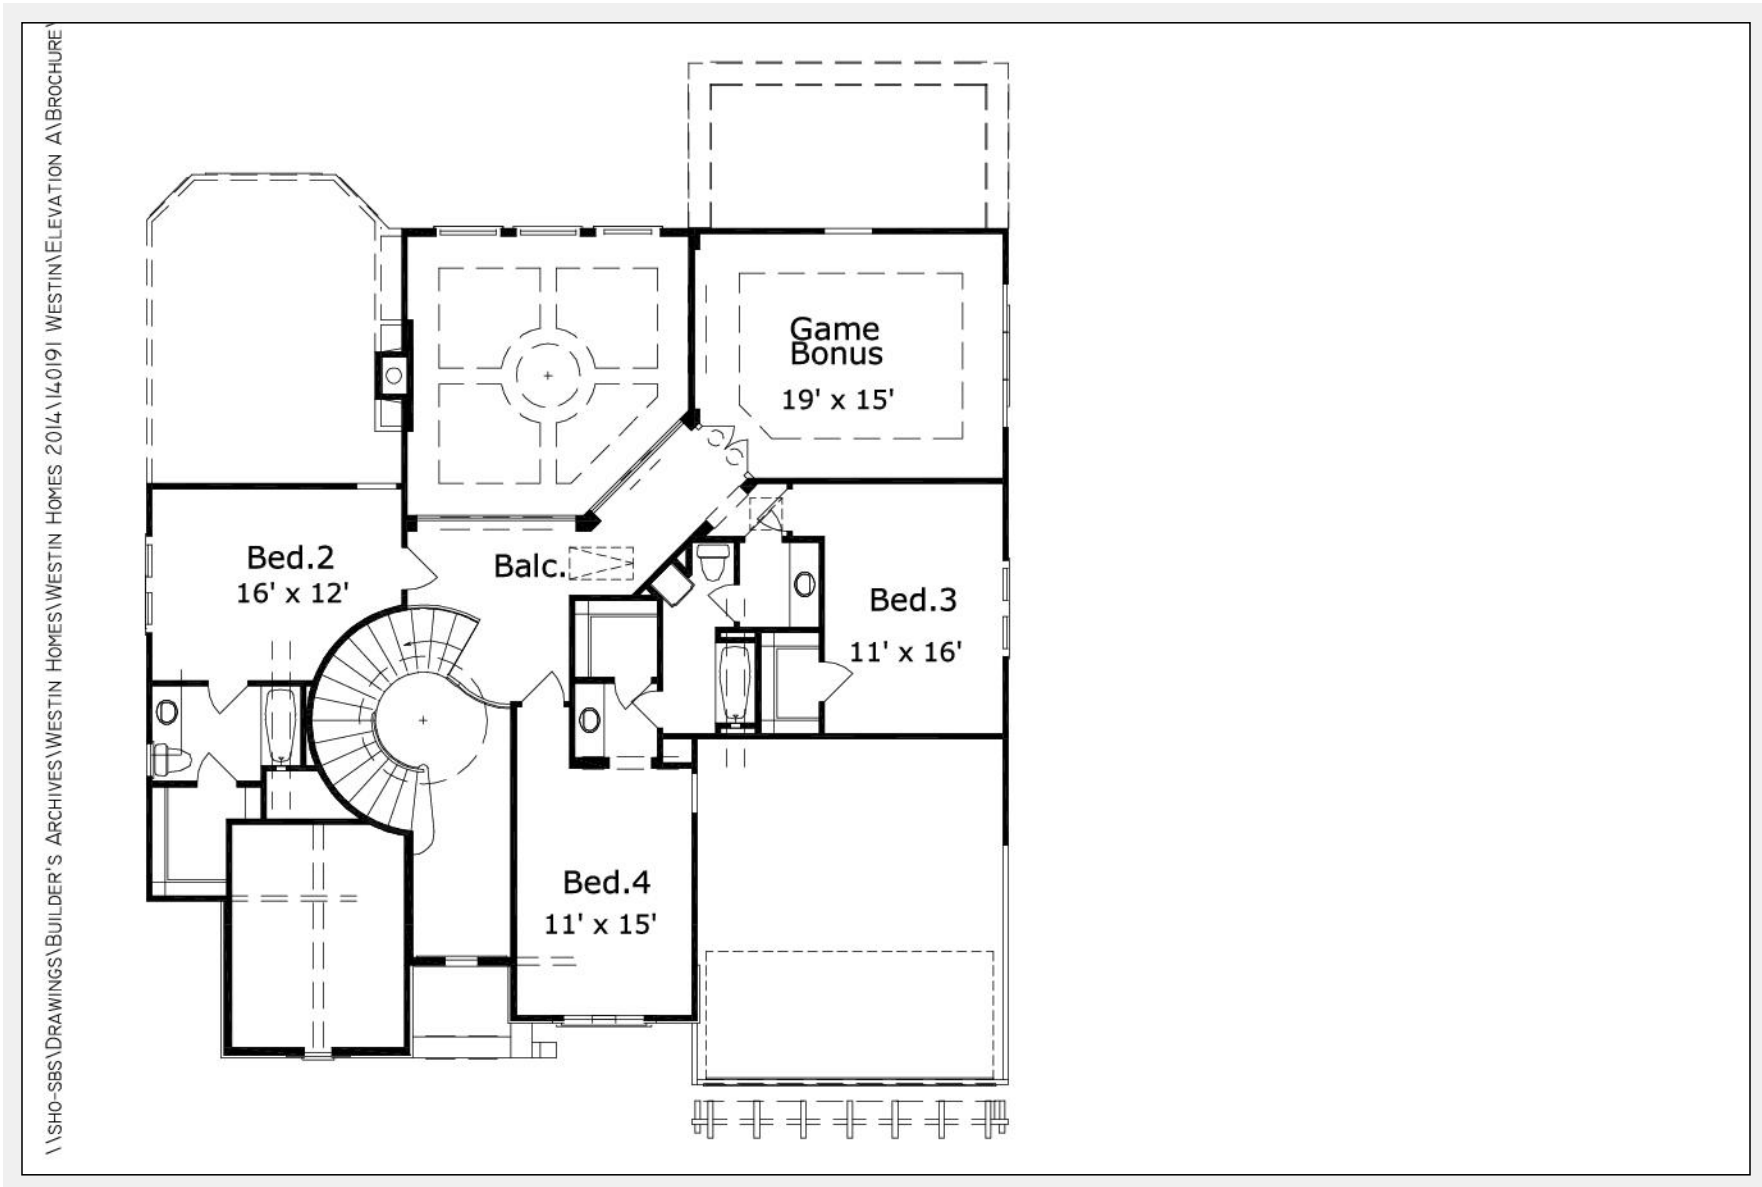 \\SHO-SBS\DRAWINGS\BUILDER'S ARCHIVES\WESTIN HOMES\WESTIN HOMES 2014\140191 WESTIN\ELEVATION A\BROCHURE\
Game
Bonus
19' x 15'
Bed.2
16' x 12'
Balc.
Bed.3
11' x 16'
Bed.4
11' x 15'